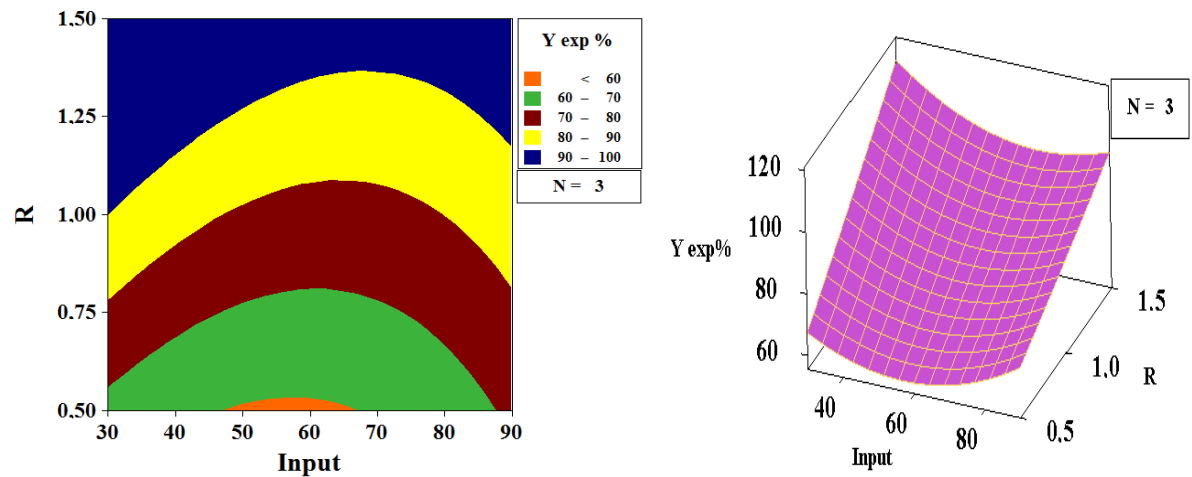 1.50
1.25
1.00
0.75
0.50
R
30 40 50 60 70 80 90
Input
Y exp %
< 60
60 – 70
70 – 80
80 – 90
90 – 100
N = 3
N = 3
120
100
80
60
Y exp%
40
60
80
Input
0.5
1.0
1.5
R